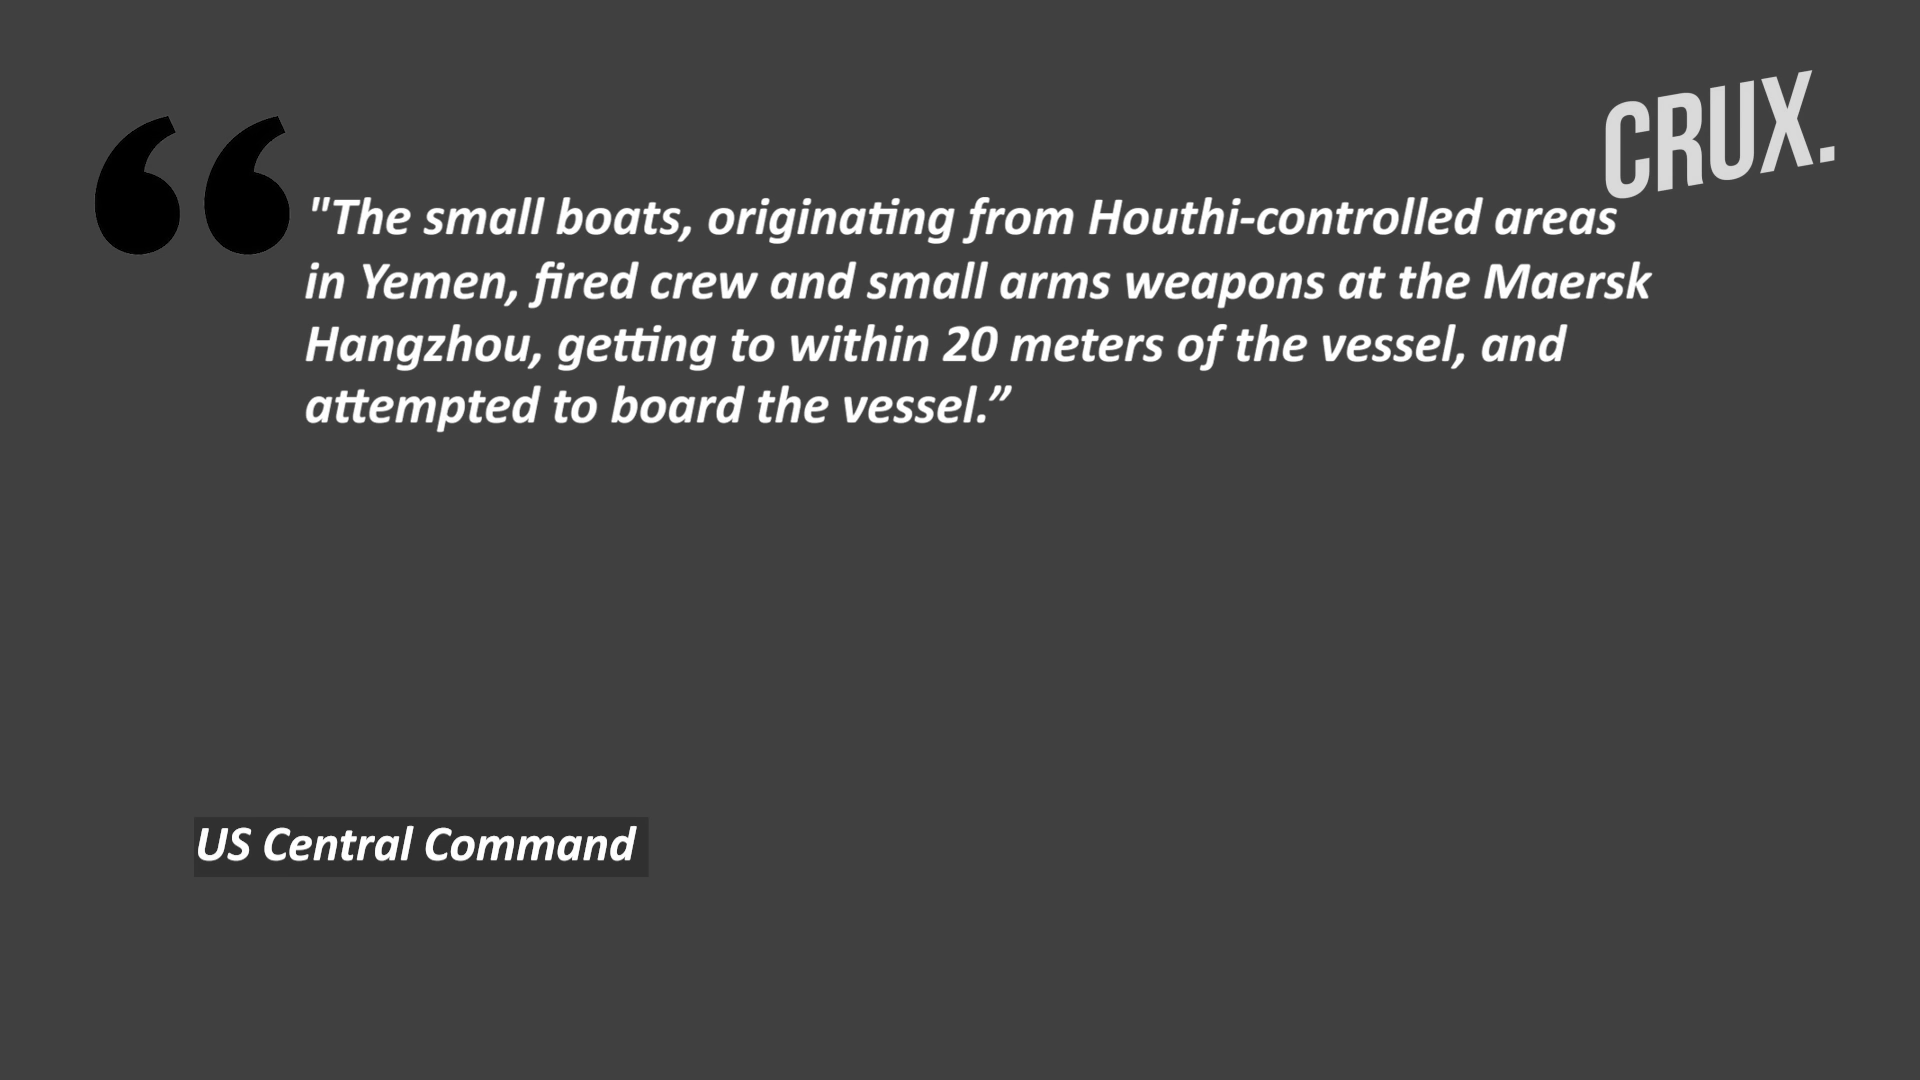 CRUX.
"The small boats, originating from Houthi-controlled areas
in Yemen, fired crew and small arms weapons at the Maersk
Hangzhou, getting to within 20 meters of the vessel, and
attempted to board the vessel.”
US Central Command